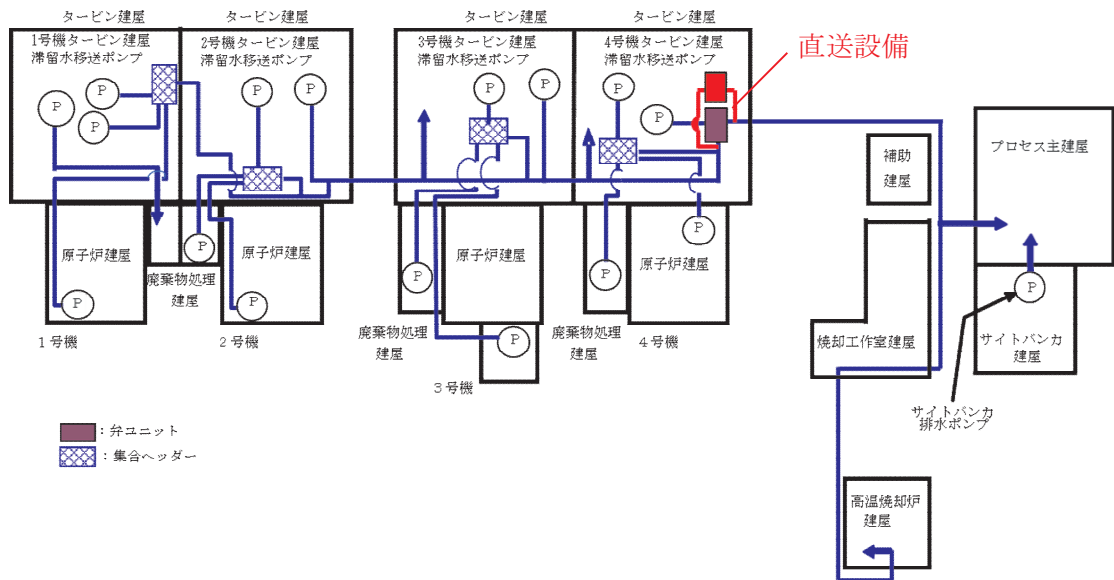 タービン建屋
タービン建屋
タービン建屋
タービン建屋
1号機タービン建屋
滞留水移送ポンプ
2号機タービン建屋
滞留水移送ポンプ
3号機タービン建屋
滞留水移送ポンプ
4号機タービン建屋
滞留水移送ポンプ
直送設備
P
P
P
P
P
P
P
P
P
補助
建屋
プロセス主建屋
原子炉建屋
P
廃棄物処理
建屋
P
原子炉建屋
P
P
原子炉建屋
P
P
P
原子炉建屋
P
1号機
2号機
廃棄物処理
建屋
3号機
廃棄物処理
建屋
4号機
焼却工作室建屋
サイトバンカ
建屋
サイトバンカ
排水ポンプ
:弁ユニット
:集合ヘッダー
高温焼却炉
建屋